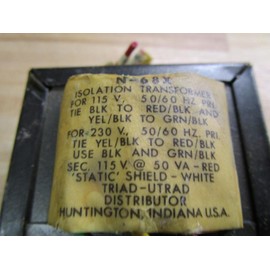 N-68X
ISOLATION TRANSFORMER
FOR 115 V. 50/60 HZ. PRI.
TIE BLK TO RED/BLK AND
YEL/BLK TO GRN/BLK
FOR 230 V. 50/60 HZ. PRI.
TIE YEL/BLK TO RED/BLK
USE BLK AND GRN/BLK
SEC. 115 V. @ 50 VA-RED
'STATIC' SHIELD-WHITE
TRIAD-UTRAD
DISTRIBUTOR
HUNTINGTON, INDIANA U.S.A.